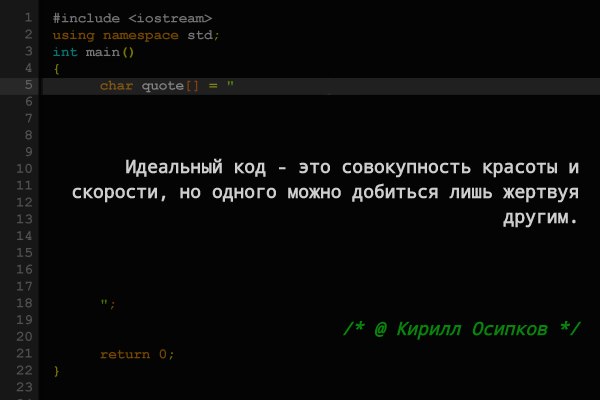 1 #include <iostream>
2 using namespace std;
3 int main()
4 {
5 char quote[] = "
6
7
8
9
10 Идеальный код - это совокупность красоты и
11 скорости, но одного можно добиться лишь жертвуя
12
13 другим.
14
15
16
17
18 ";
19
20 /* @ Кирилл Осипков */
21 return 0;
22 }
23